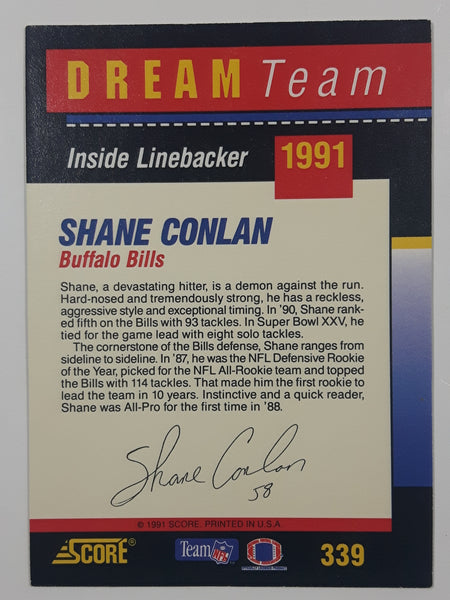 DREAM Team
Inside Linebacker
1991
SHANE CONLAN
Buffalo Bills
Shane, a devastating hitter, is a demon against the run.
Hard-nosed and tremendously strong, he has a reckless,
aggressive style and exceptional timing. In '90, Shane rank-
ed fifth on the Bills with 93 tackles. In Super Bowl XXV, he
tied for the game lead with eight solo tackles.
The cornerstone of the Bills defense, Shane ranges from
sideline to sideline. In '87, he was the NFL Defensive Rookie
of the Year, picked for the NFL All-Rookie team and topped
the Bills with 114 tackles. That made him the first rookie to
lead the team in 10 years. Instinctive and a quick reader,
Shane was All-Pro for the first time in '88.
Shane Conlan
58
© 1991 SCORE. PRINTED IN U.S.A.
SCORE®
Team NFL
339